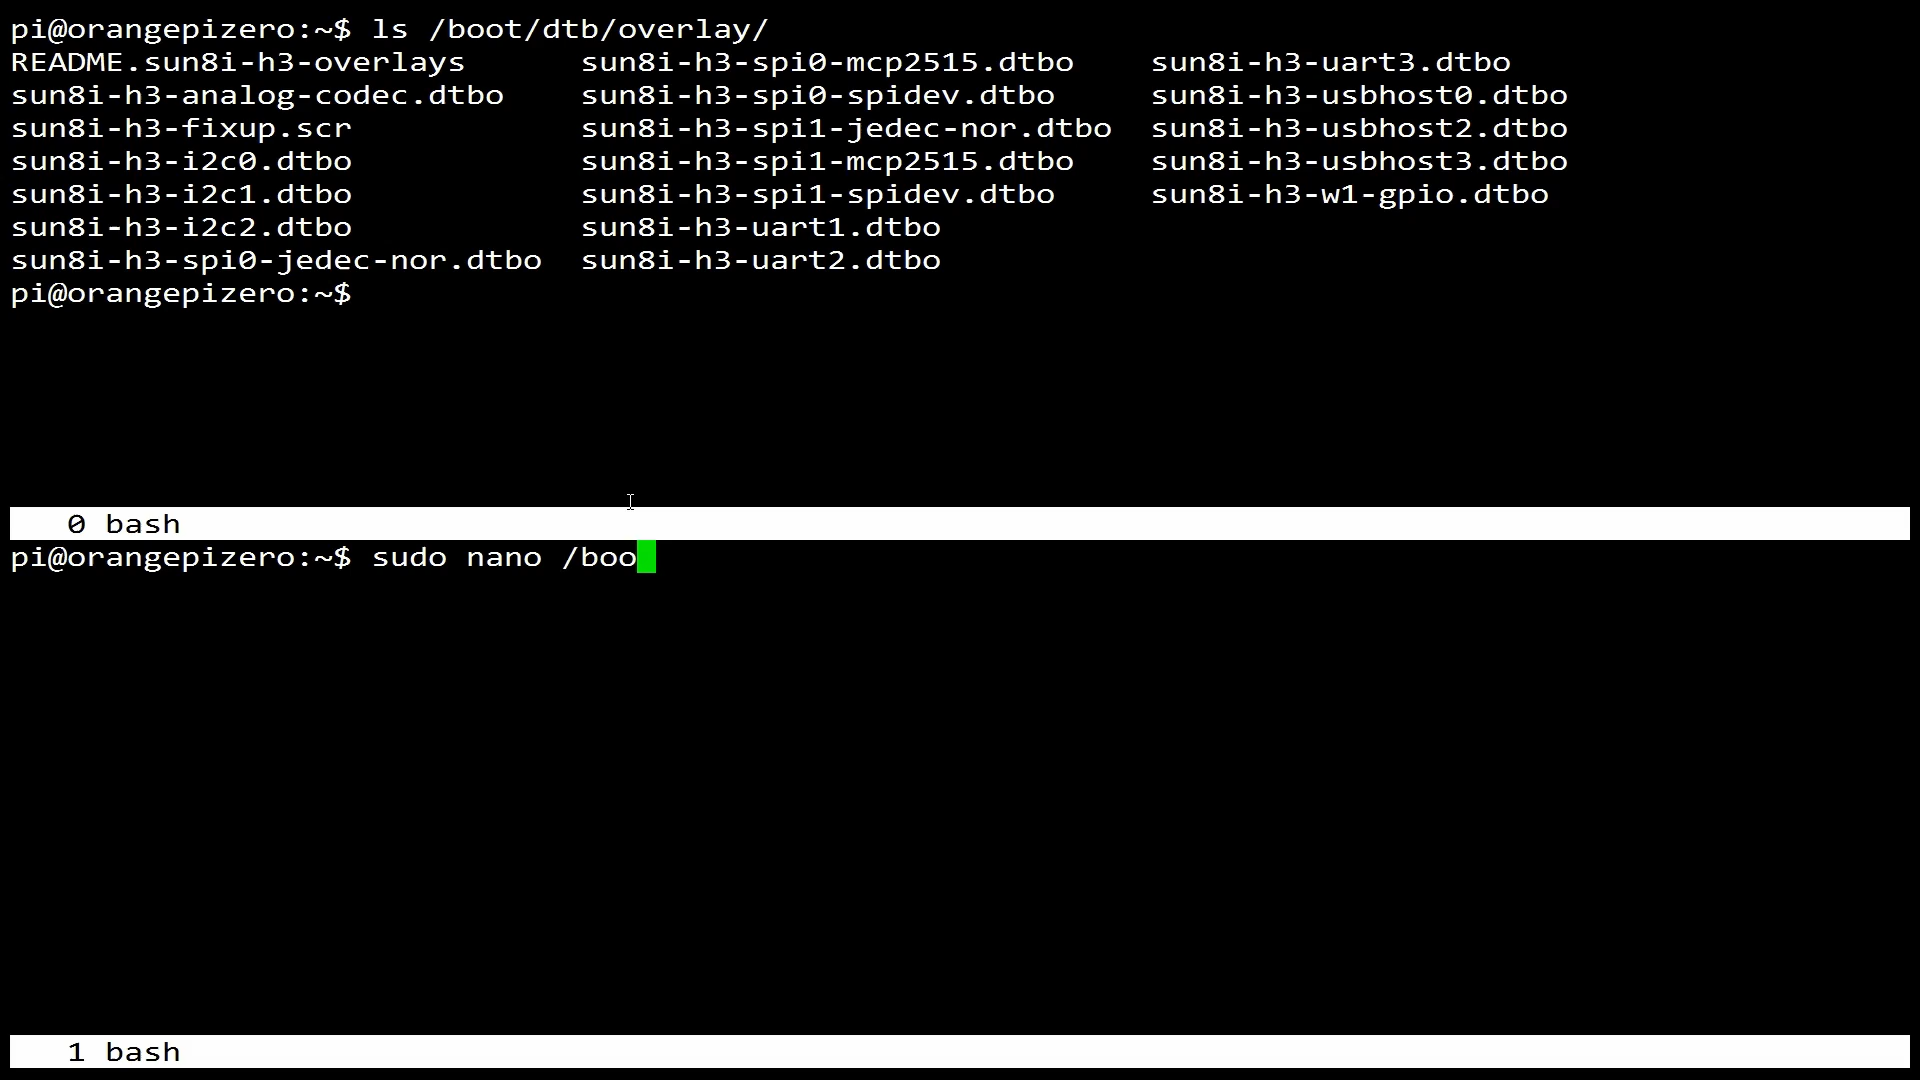 pi@orangepizero:~$ ls /boot/dtb/overlay/
README.sun8i-h3-overlays      sun8i-h3-spi0-mcp2515.dtbo    sun8i-h3-uart3.dtbo
sun8i-h3-analog-codec.dtbo    sun8i-h3-spi0-spidev.dtbo     sun8i-h3-usbhost0.dtbo
sun8i-h3-fixup.scr            sun8i-h3-spi1-jedec-nor.dtbo  sun8i-h3-usbhost2.dtbo
sun8i-h3-i2c0.dtbo            sun8i-h3-spi1-mcp2515.dtbo    sun8i-h3-usbhost3.dtbo
sun8i-h3-i2c1.dtbo            sun8i-h3-spi1-spidev.dtbo     sun8i-h3-w1-gpio.dtbo
sun8i-h3-i2c2.dtbo            sun8i-h3-uart1.dtbo
sun8i-h3-spi0-jedec-nor.dtbo  sun8i-h3-uart2.dtbo
pi@orangepizero:~$
0 bash
pi@orangepizero:~$ sudo nano /boo
1 bash